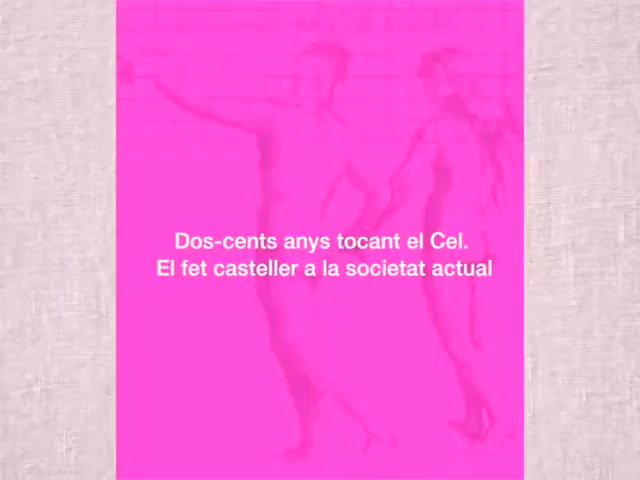 Dos-cents anys tocant el Cel.
El fet casteller a la societat actual